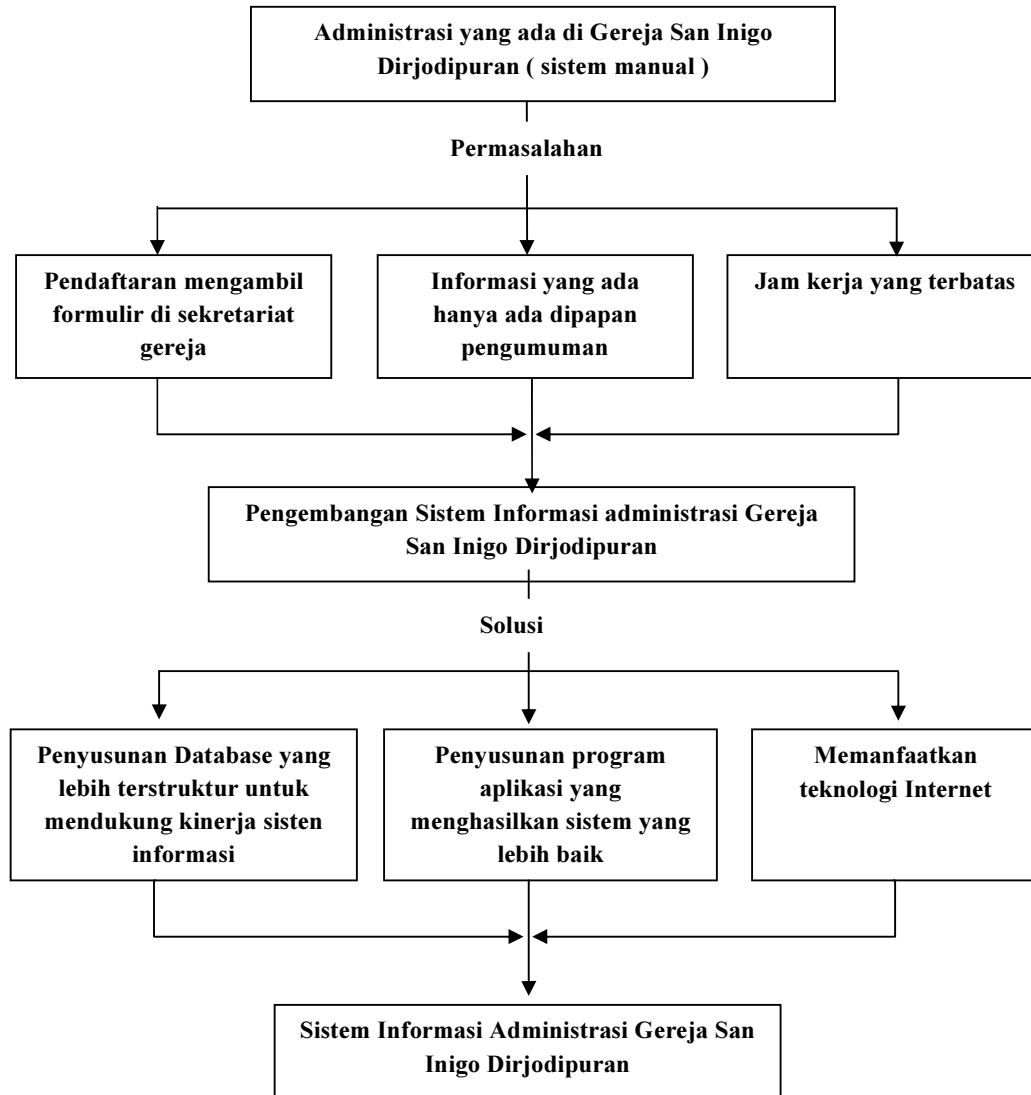 Administrasi yang ada di Gereja San Inigo
Dirjodipuran ( sistem manual )
Permasalahan
Pendaftaran mengambil
formulir di sekretariat
gereja
Informasi yang ada
hanya ada dipapan
pengumuman
Jam kerja yang terbatas
Pengembangan Sistem Informasi administrasi Gereja
San Inigo Dirjodipuran
Solusi
Penyusunan Database yang
lebih terstruktur untuk
mendukung kinerja sisten
informasi
Penyusunan program
aplikasi yang
menghasilkan sistem yang
lebih baik
Memanfaatkan
teknologi Internet
Sistem Informasi Administrasi Gereja San
Inigo Dirjodipuran